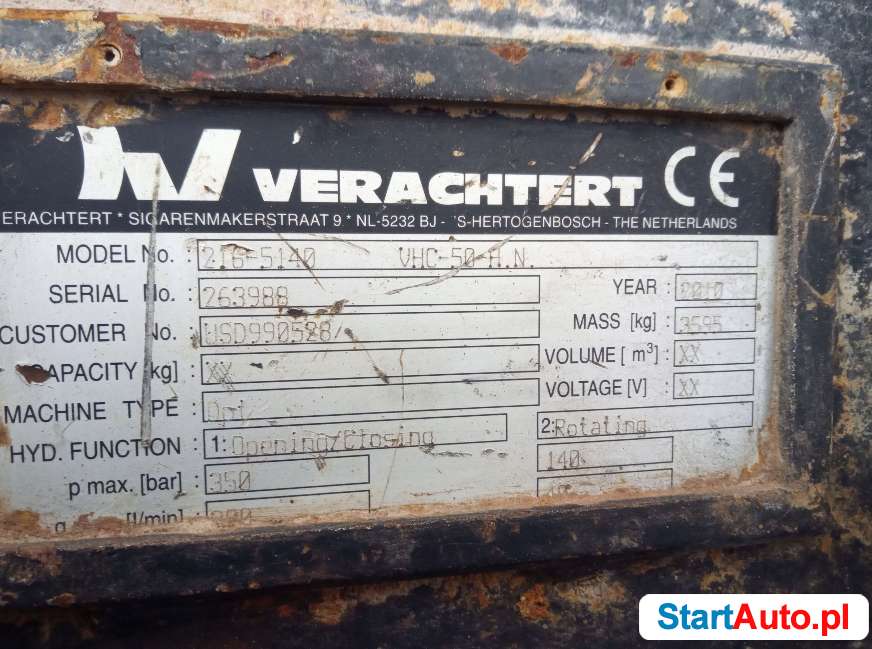 VERACHTERT CE
ERACHTERT * SIGARENMAKERSTRAAT 9 * NL-5232 BJ - 'S-HERTOGENBOSCH - THE NETHERLANDS
MODEL No. : 216-5140 VHC-50-H.N.
SERIAL No. : 263988 YEAR : 2010
CUSTOMER No. : WSD990528/ MASS [kg] : 3595
CAPACITY [kg] : XX VOLUME [ m³] : XX
MACHINE TYPE : VOLTAGE [V] : XX
HYD. FUNCTION 1: Opening/Closing 2: Rotating
p max. [bar] : 350 140
[l/min] :
StartAuto.pl